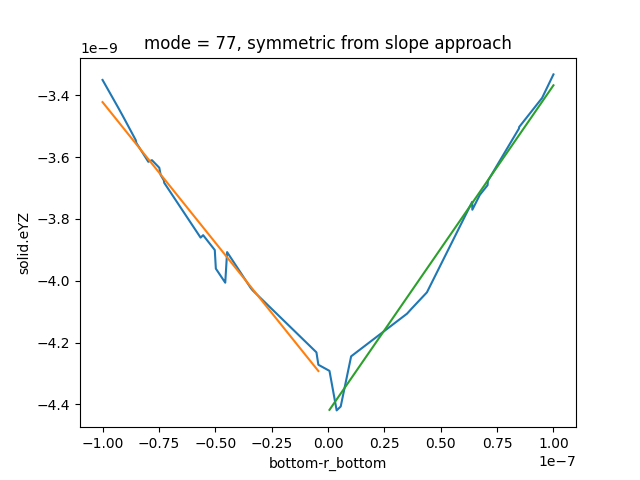 mode = 77, symmetric from slope approach
1e−9
−3.4
−3.6
−3.8
−4.0
−4.2
−4.4
solid.eYZ
−1.00 −0.75 −0.50 −0.25 0.00 0.25 0.50 0.75 1.00
bottom-r_bottom
1e−7